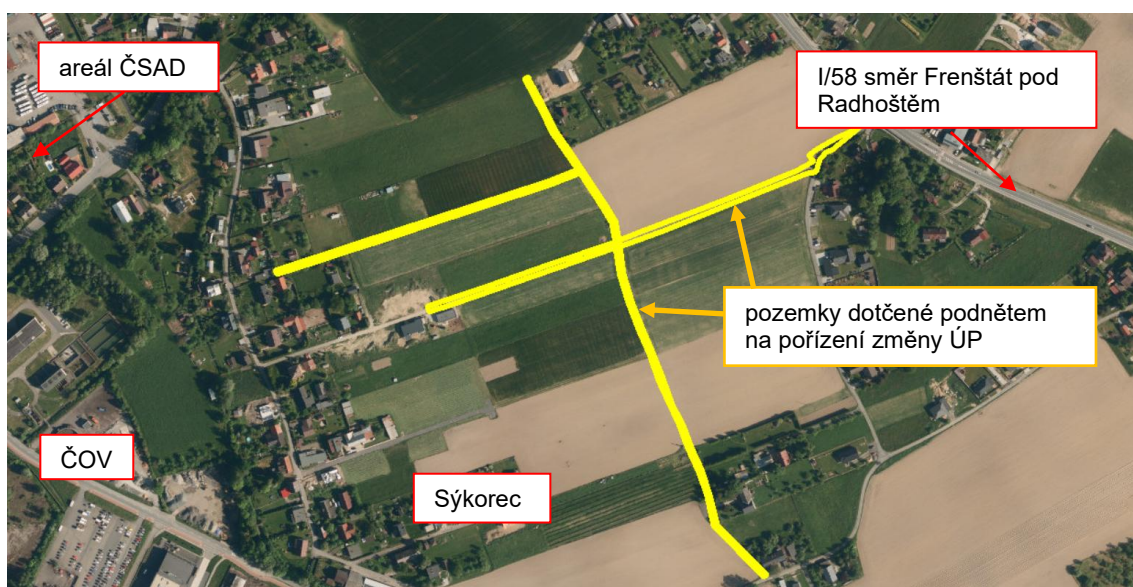 areál ČSAD
I/58 směr Frenštát pod
Radhoštěm
pozemky dotčené podnětem
na pořízení změny ÚP
ČOV
Sýkorec